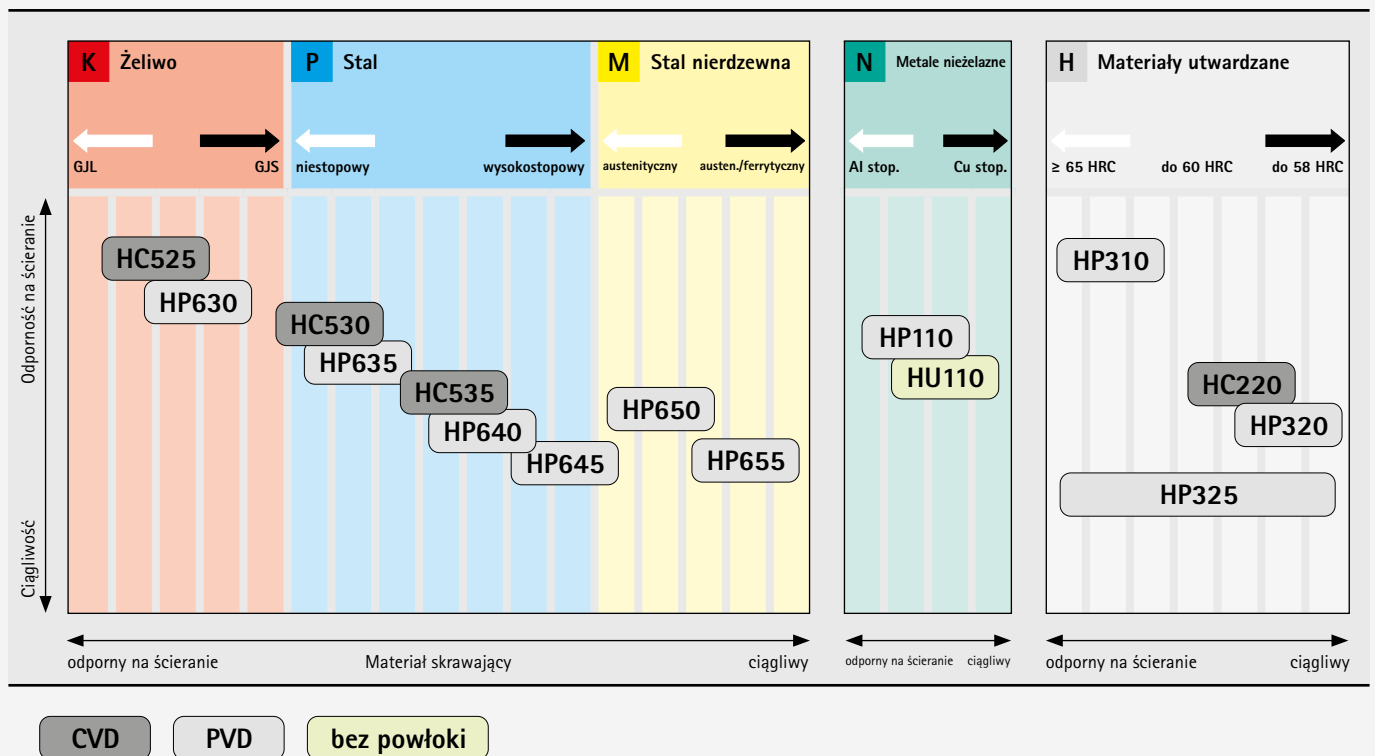 K Żeliwo
GJL GJS
P Stal
niestopowy wysokostopowy
M Stal nierdzewna
austenityczny austen./ferrytyczny
N Metale nieżelazne
Al stop. Cu stop.
H Materiały utwardzane
≥ 65 HRC do 60 HRC do 58 HRC
Odporność na ścieranie
Ciągliwość
HC525
HP630
HC530
HP635
HC535
HP640
HP645
HP650
HP655
HP110
HU110
HP310
HC220
HP320
HP325
odporny na ścieranie Materiał skrawający ciągliwy
odporny na ścieranie ciągliwy
odporny na ścieranie ciągliwy
CVD PVD bez powłoki